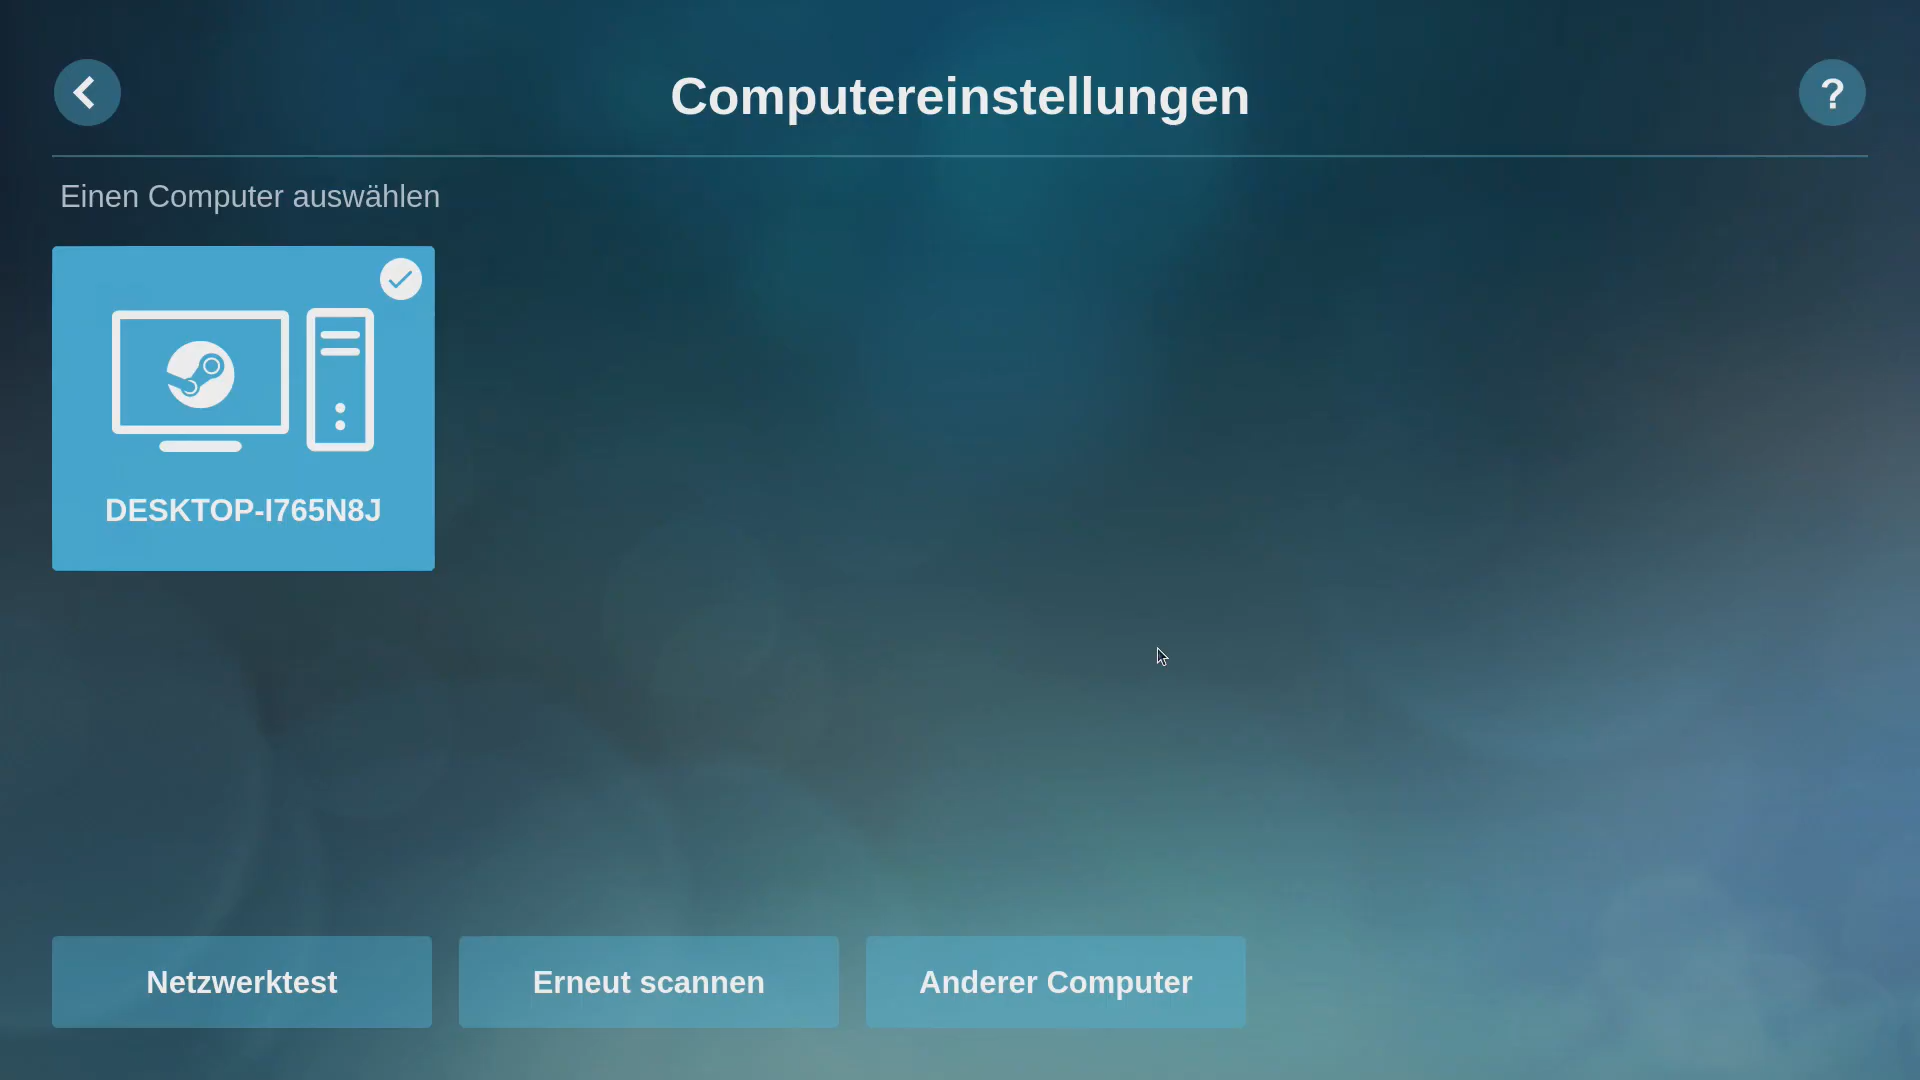 Computereinstellungen
?
Einen Computer auswählen
DESKTOP-I765N8J
Netzwerktest
Erneut scannen
Anderer Computer